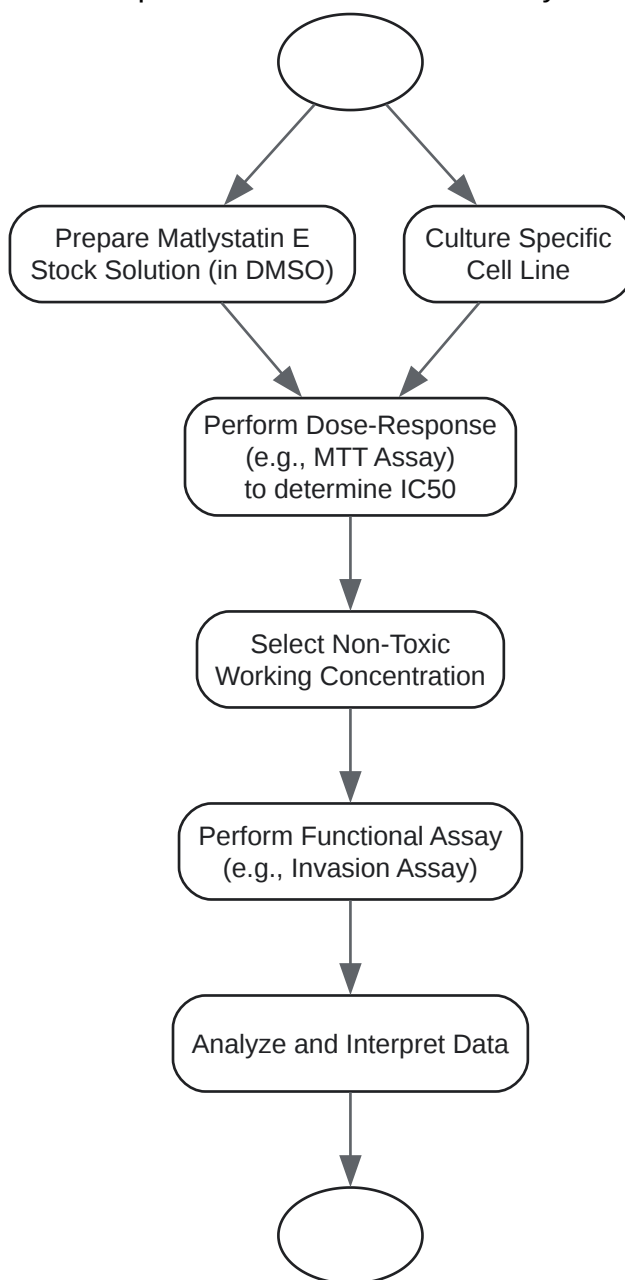 Prepare Matlystatin E
Stock Solution (in DMSO)
Culture Specific
Cell Line
Perform Dose-Response
(e.g., MTT Assay)
to determine IC50
Select Non-Toxic
Working Concentration
Perform Functional Assay
(e.g., Invasion Assay)
Analyze and Interpret Data